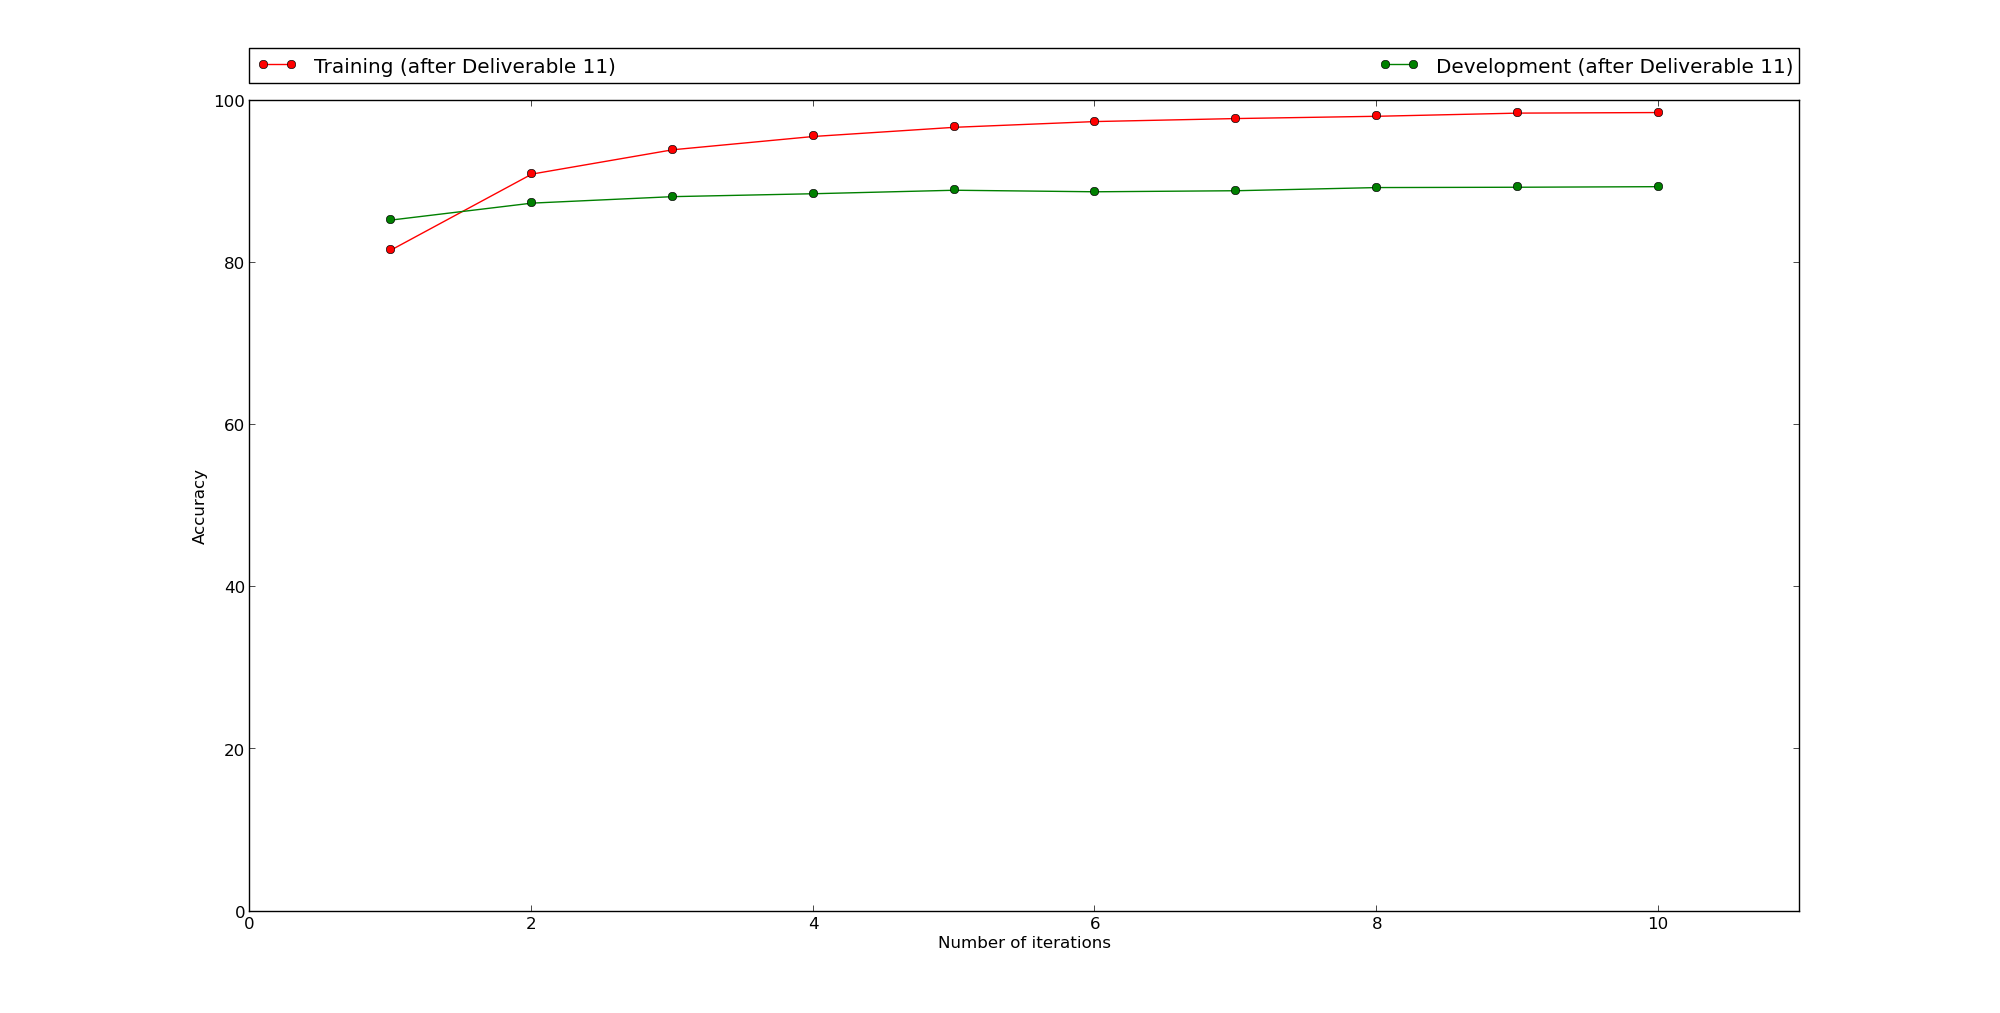 Training (after Deliverable 11)
Development (after Deliverable 11)
100
80
60
40
20
0
Accuracy
0 2 4 6 8 10
Number of iterations